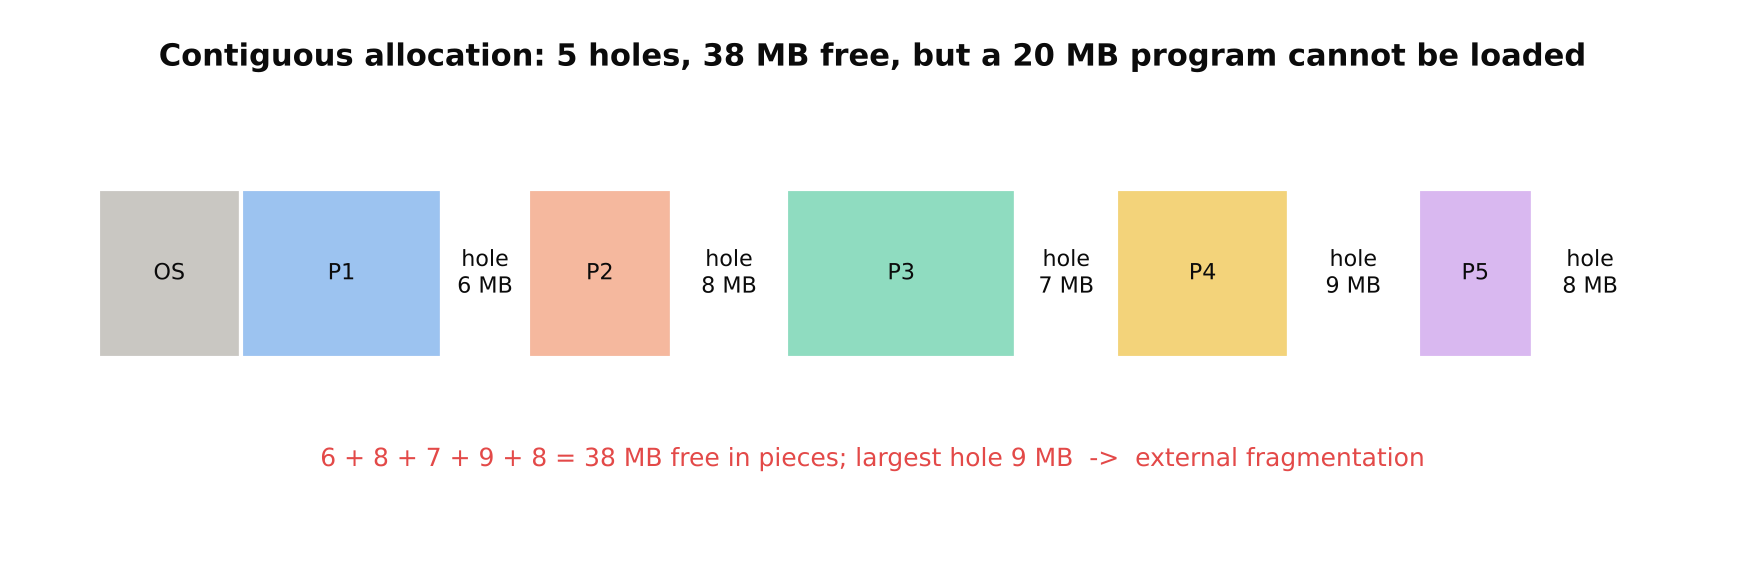 Contiguous allocation: 5 holes, 38 MB free, but a 20 MB program cannot be loaded
OS
P1
hole
6 MB
P2
hole
8 MB
P3
hole
7 MB
P4
hole
9 MB
P5
hole
8 MB
6 + 8 + 7 + 9 + 8 = 38 MB free in pieces; largest hole 9 MB  ->  external fragmentation